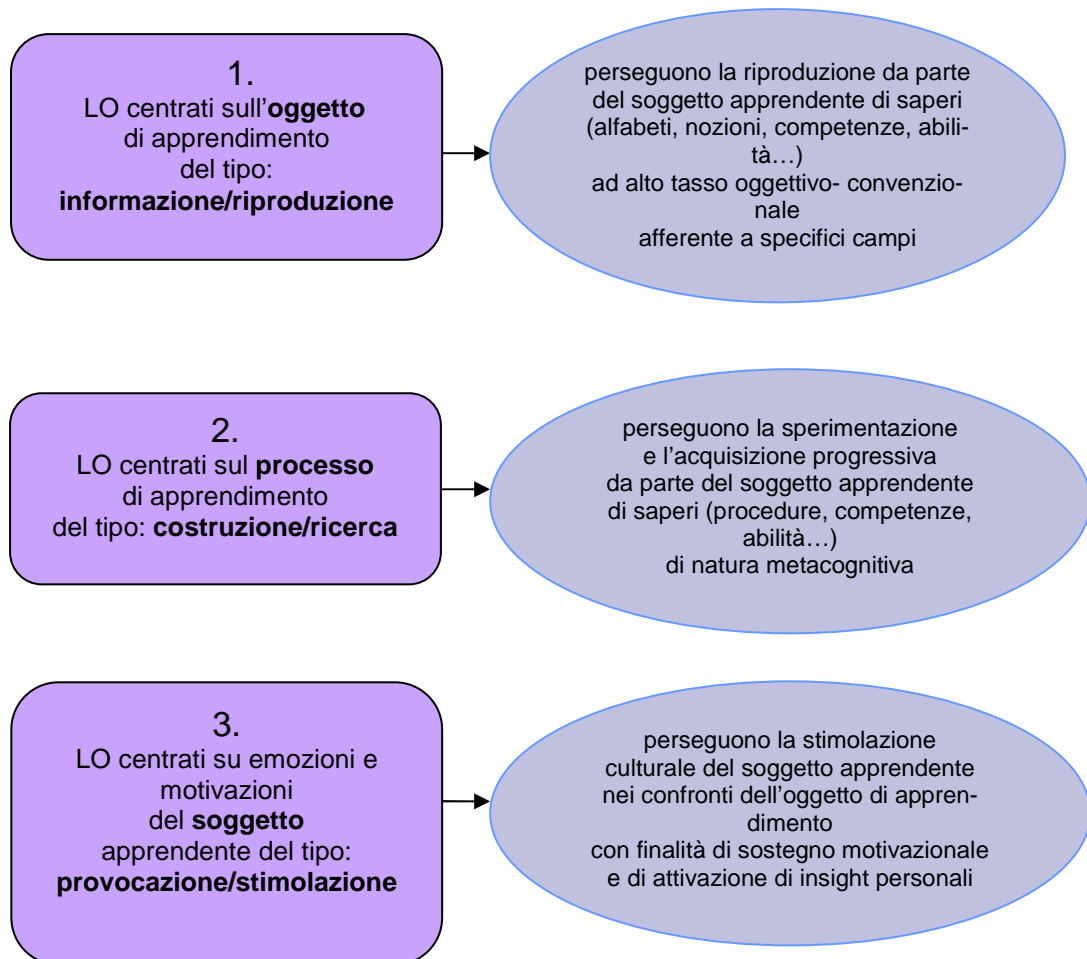 1.
LO centrati sull'oggetto
di apprendimento
del tipo:
informazione/riproduzione
perseguono la riproduzione da parte
del soggetto apprendente di saperi
(alfabeti, nozioni, competenze, abili-
tà…)
ad alto tasso oggettivo- convenzio-
nale
afferente a specifici campi
2.
LO centrati sul processo
di apprendimento
del tipo: costruzione/ricerca
perseguono la sperimentazione
e l'acquisizione progressiva
da parte del soggetto apprendente
di saperi (procedure, competenze,
abilità…)
di natura metacognitiva
3.
LO centrati su emozioni e
motivazioni
del soggetto
apprendente del tipo:
provocazione/stimolazione
perseguono la stimolazione
culturale del soggetto apprendente
nei confronti dell'oggetto di appren-
dimento
con finalità di sostegno motivazionale
e di attivazione di insight personali